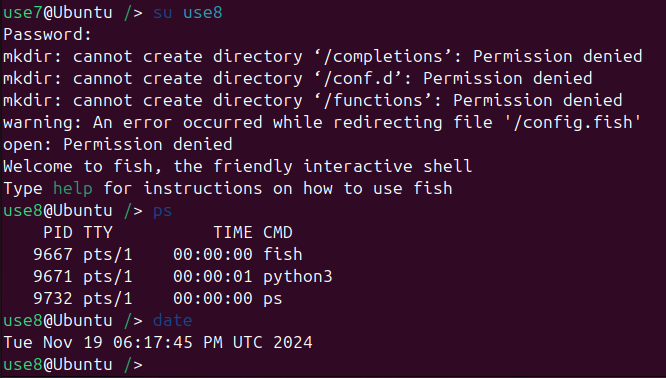 use7@Ubuntu /> su use8
Password:
mkdir: cannot create directory ‘/completions’: Permission denied
mkdir: cannot create directory ‘/conf.d’: Permission denied
mkdir: cannot create directory ‘/functions’: Permission denied
warning: An error occurred while redirecting file '/config.fish'
open: Permission denied
Welcome to fish, the friendly interactive shell
Type help for instructions on how to use fish
use8@Ubuntu /> ps
    PID TTY          TIME CMD
   9667 pts/1    00:00:00 fish
   9671 pts/1    00:00:01 python3
   9732 pts/1    00:00:00 ps
use8@Ubuntu /> date
Tue Nov 19 06:17:45 PM UTC 2024
use8@Ubuntu />